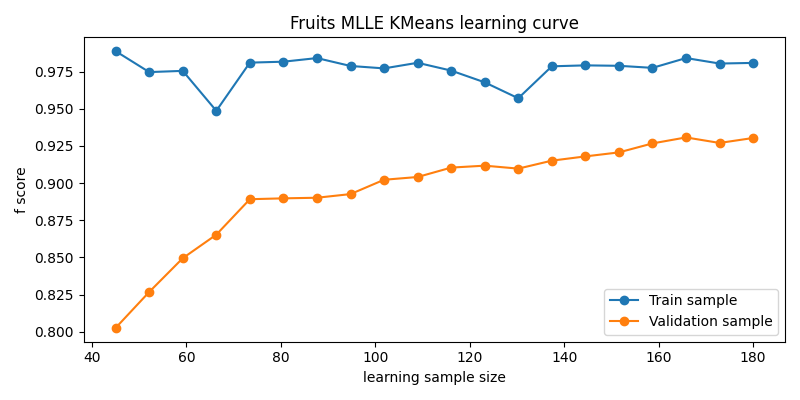 Fruits MLLE KMeans learning curve
f score
0.975
0.950
0.925
0.900
0.875
0.850
0.825
0.800
Train sample
Validation sample
40 60 80 100 120 140 160 180
learning sample size